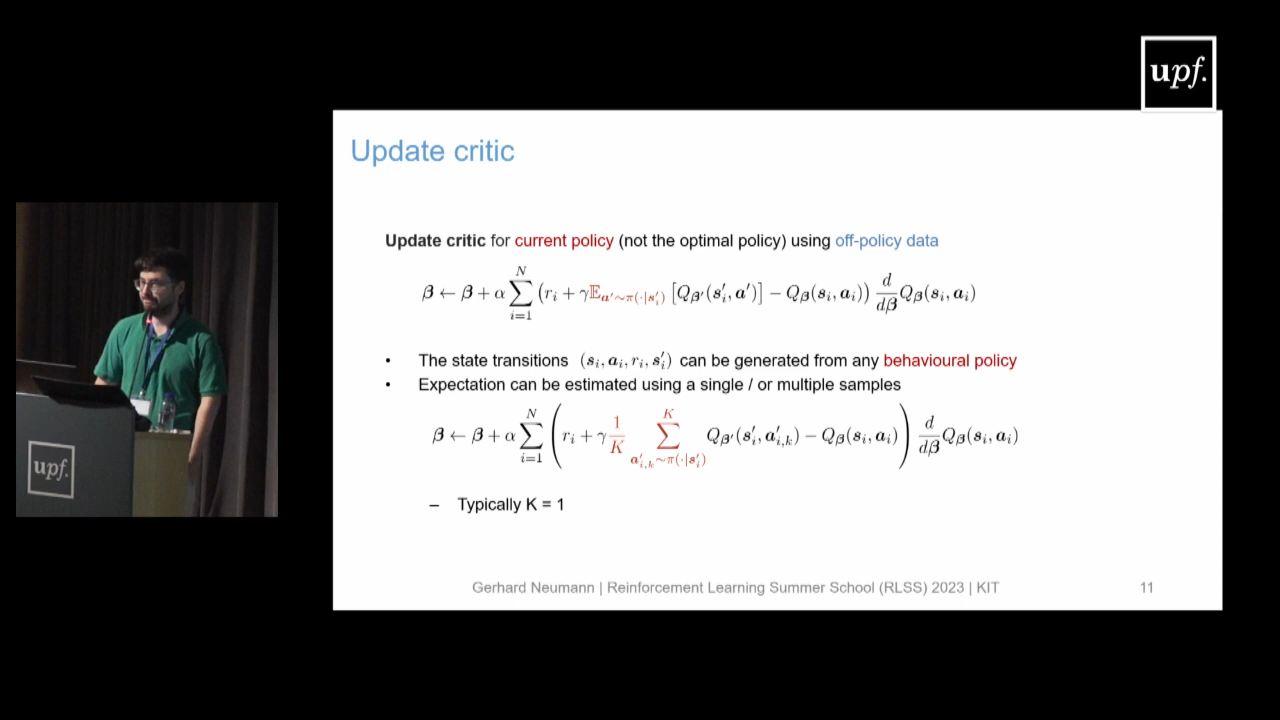 upf.
Update critic
Update critic for current policy (not the optimal policy) using off-policy data
β ← β + α ∑_{i=1}^{N} (r_i + γ𝔼_{a'∼π(·|s'_i)} [Q_{β'}(s'_i, a')] − Q_β(s_i, a_i)) d/dβ Q_β(s_i, a_i)
• The state transitions (s_i, a_i, r_i, s'_i) can be generated from any behavioural policy
• Expectation can be estimated using a single / or multiple samples
β ← β + α ∑_{i=1}^{N} (r_i + γ 1/K ∑_{a'_{i,k}∼π(·|s'_i)}^{K} Q_{β'}(s'_i, a'_{i,k}) − Q_β(s_i, a_i)) d/dβ Q_β(s_i, a_i)
– Typically K = 1
Gerhard Neumann | Reinforcement Learning Summer School (RLSS) 2023 | KIT 11
upf.